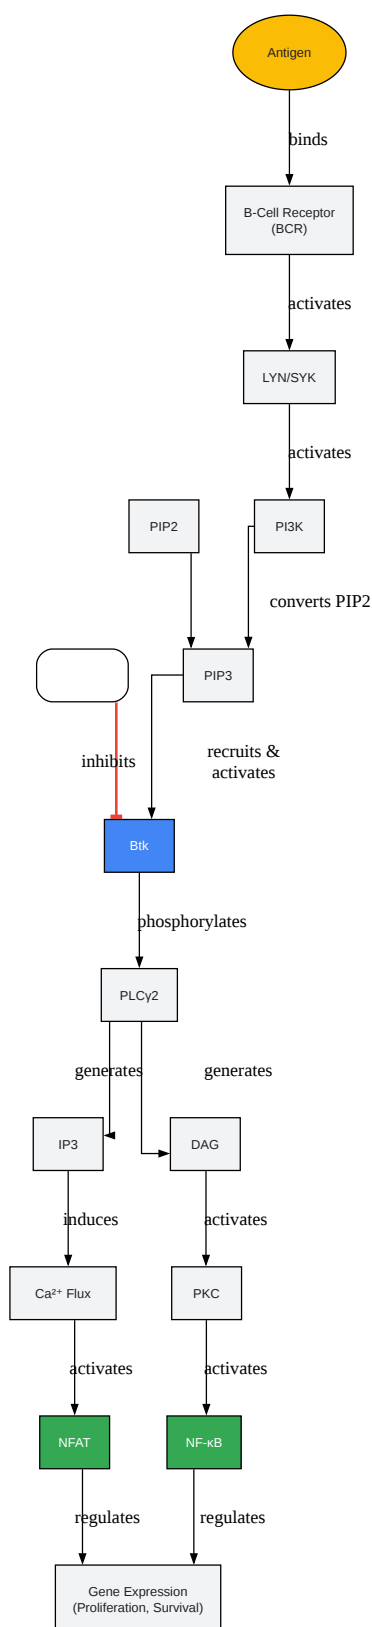 Antigen
binds
B-Cell Receptor
(BCR)
activates
LYN/SYK
activates
PIP2
PI3K
converts PIP2
PIP3
inhibits
recruits &
activates
Btk
phosphorylates
PLCγ2
generates
generates
IP3
DAG
induces
activates
Ca²⁺ Flux
PKC
activates
activates
NFAT
NF-κB
regulates
regulates
Gene Expression
(Proliferation, Survival)